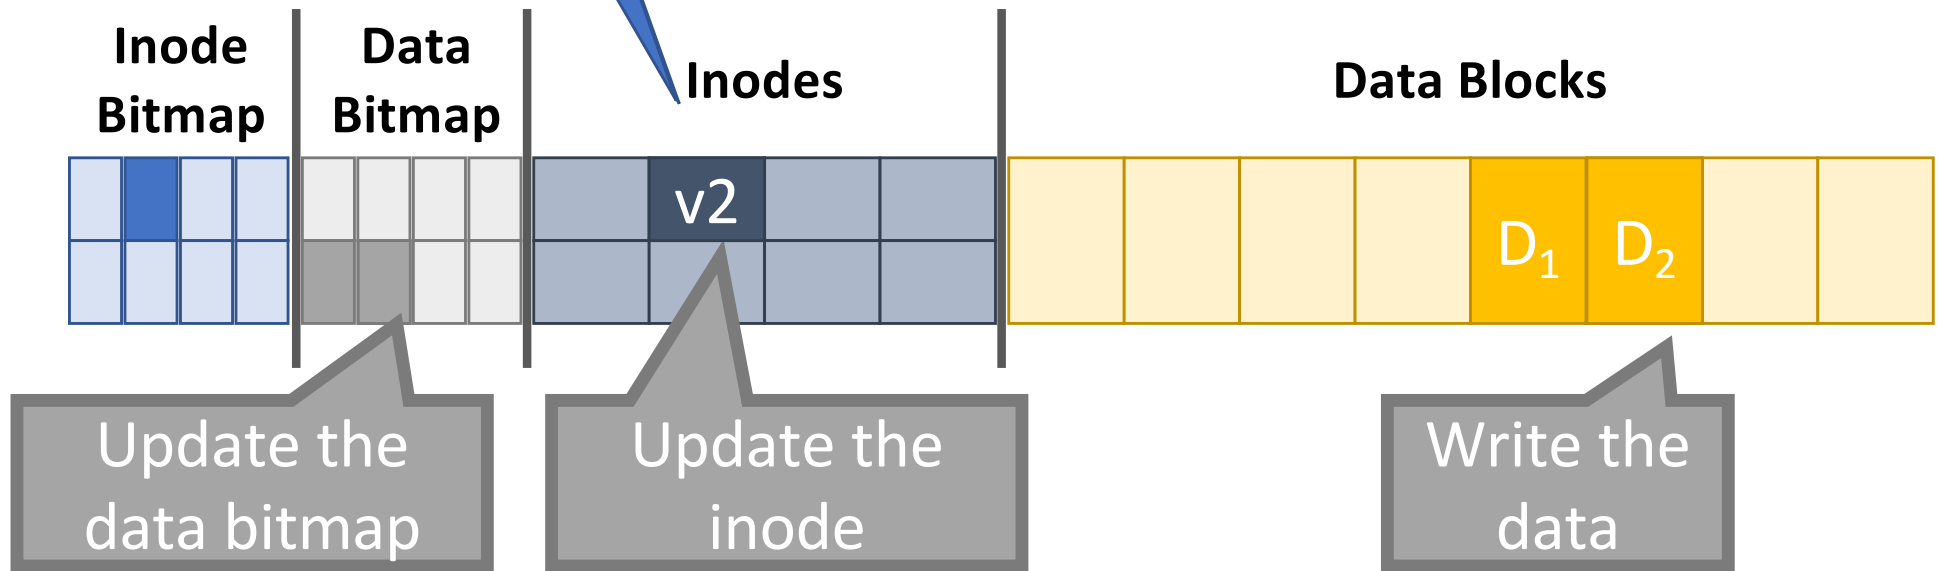 Inode
Bitmap
Data
Bitmap
Inodes
Data Blocks
v2
D₁
D₂
Update the
data bitmap
Update the
inode
Write the
data